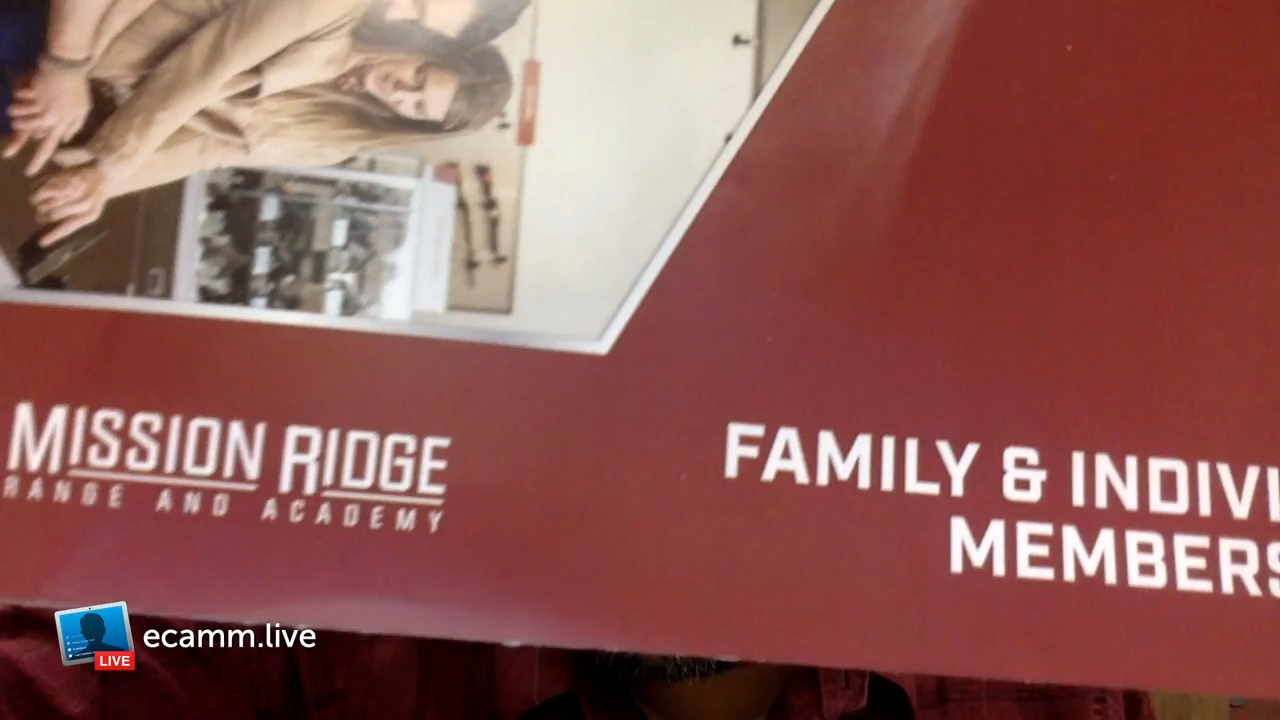 MISSION RIDGE
RANGE AND ACADEMY
FAMILY & INDIVI
MEMBERS
LIVE
ecamm.live